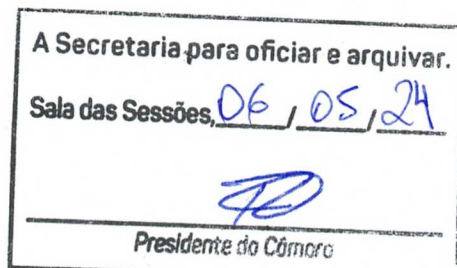 A Secretaria para oficiar e arquivar.
Sala das Sessões, 06 / 05 / 24
Presidente da Câmara